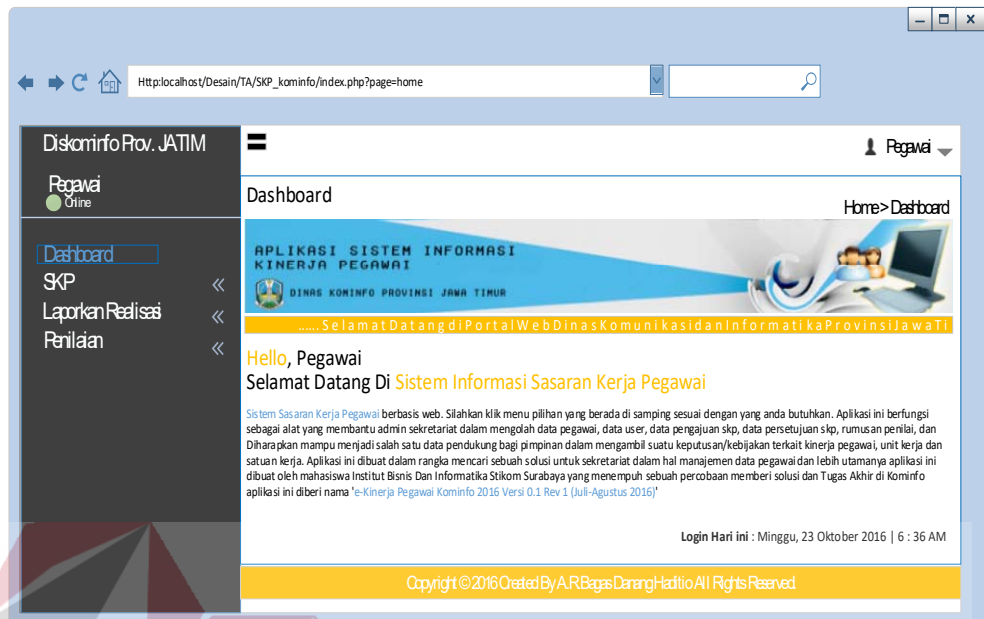 Http:localhost/Desain/TA/SKP_kominfo/index.php?page=home
Diskominfo Prov. JATIM
Pegawai
Pegawai
Online
Dashboard
Home > Dashboard
Dashboard
SKP
Laporkan Realisasi
Penilaian
APLIKASI SISTEM INFORMASI
KINERJA PEGAWAI
DINAS KOMINFO PROVINSI JAWA TIMUR
...... Selamat Datang di Portal Web Dinas Komunikasi dan Informatika Provinsi Jawa Ti
Hello, Pegawai
Selamat Datang Di Sistem Informasi Sasaran Kerja Pegawai
Sistem Sasaran Kerja Pegawai berbasis web. Silahkan klik menu pilihan yang berada di samping sesuai dengan yang anda butuhkan. Aplikasi ini berfungsi
sebagai alat yang membantu admin sekretariat dalam mengolah data pegawai, data user, data pengajuan skp, data persetujuan skp, rumusan penilai, dan
Diharapkan mampu menjadi salah satu data pendukung bagi pimpinan dalam mengambil suatu keputusan/kebijakan terkait kinerja pegawai, unit kerja dan
satuan kerja. Aplikasi ini dibuat dalam rangka mencari sebuah solusi untuk sekretariat dalam hal manajemen data pegawai dan lebih utamanya aplikasi ini
dibuat oleh mahasiswa Institut Bisnis Dan Informatika Stikom Surabaya yang menempuh sebuah percobaan memberi solusi dan Tugas Akhir di Kominfo
aplikasi ini diberi nama 'e-Kinerja Pegawai Kominfo 2016 Versi 0.1 Rev 1 (Juli-Agustus 2016)'
Login Hari ini : Minggu, 23 Oktober 2016 | 6 : 36 AM
Copyright © 2016 Created By A.R.Bagas Danang Haditio All Rights Reserved.